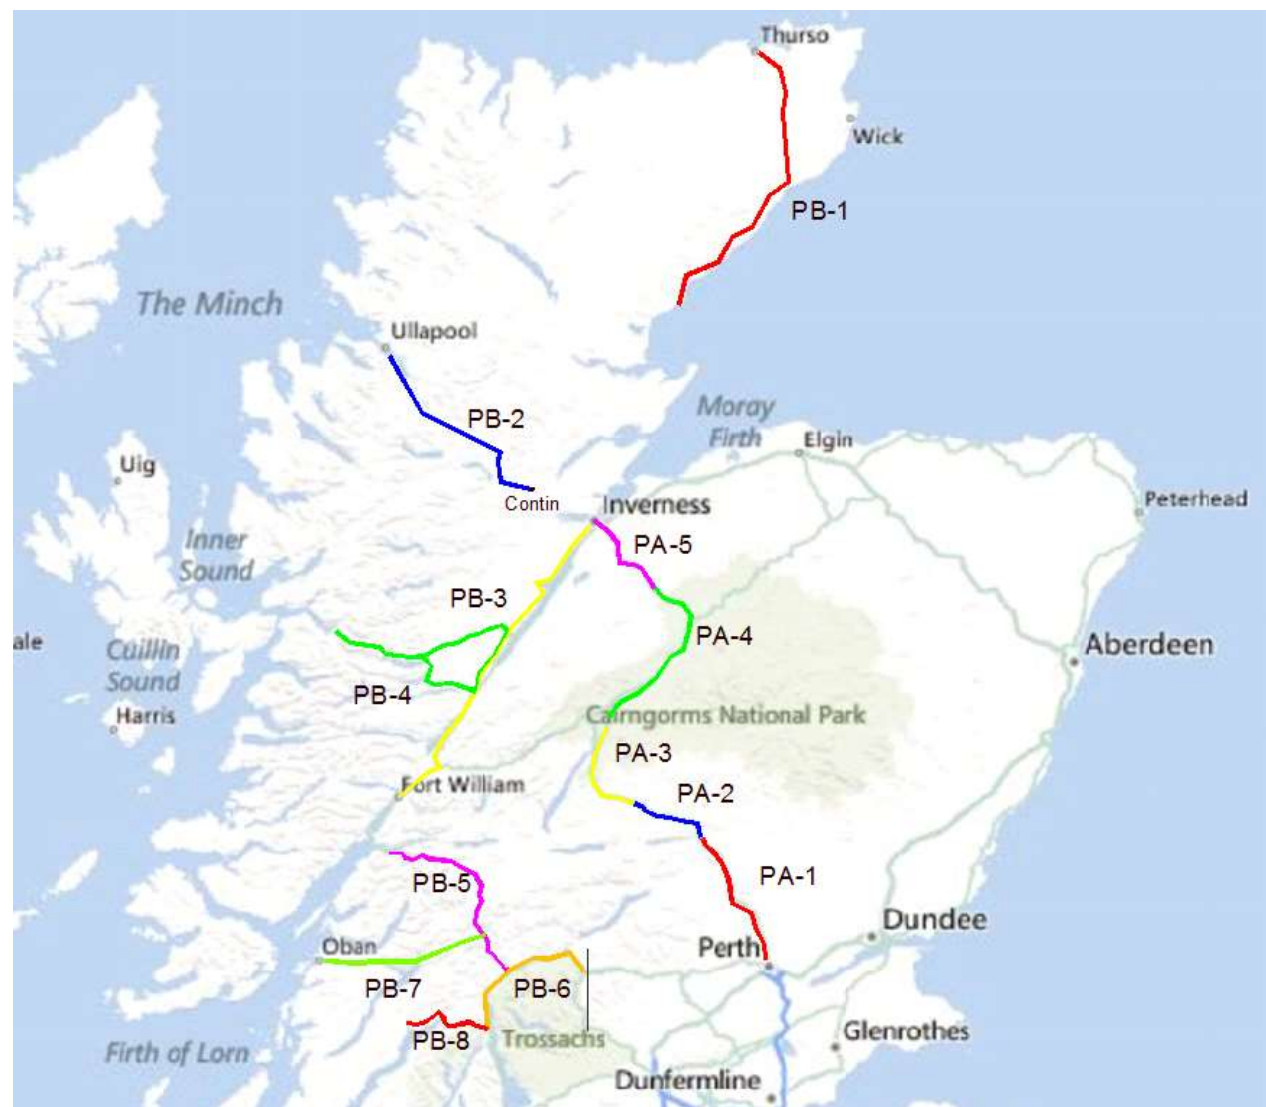 Thurso
Wick
PB-1
The Minch
Ullapool
PB-2
Moray
Firth
Elgin
Uig
Contin
Inverness
Peterhead
Inner
Sound
PA-5
PB-3
PA-4
ale
Cuillin
Sound
Aberdeen
PB-4
Harris
Cairngorms National Park
PA-3
Fort William
PA-2
PB-5
PA-1
Dundee
Oban
Perth
PB-7
PB-6
PB-8
Trossachs
Glenrothes
Firth of Lorn
Dunfermline